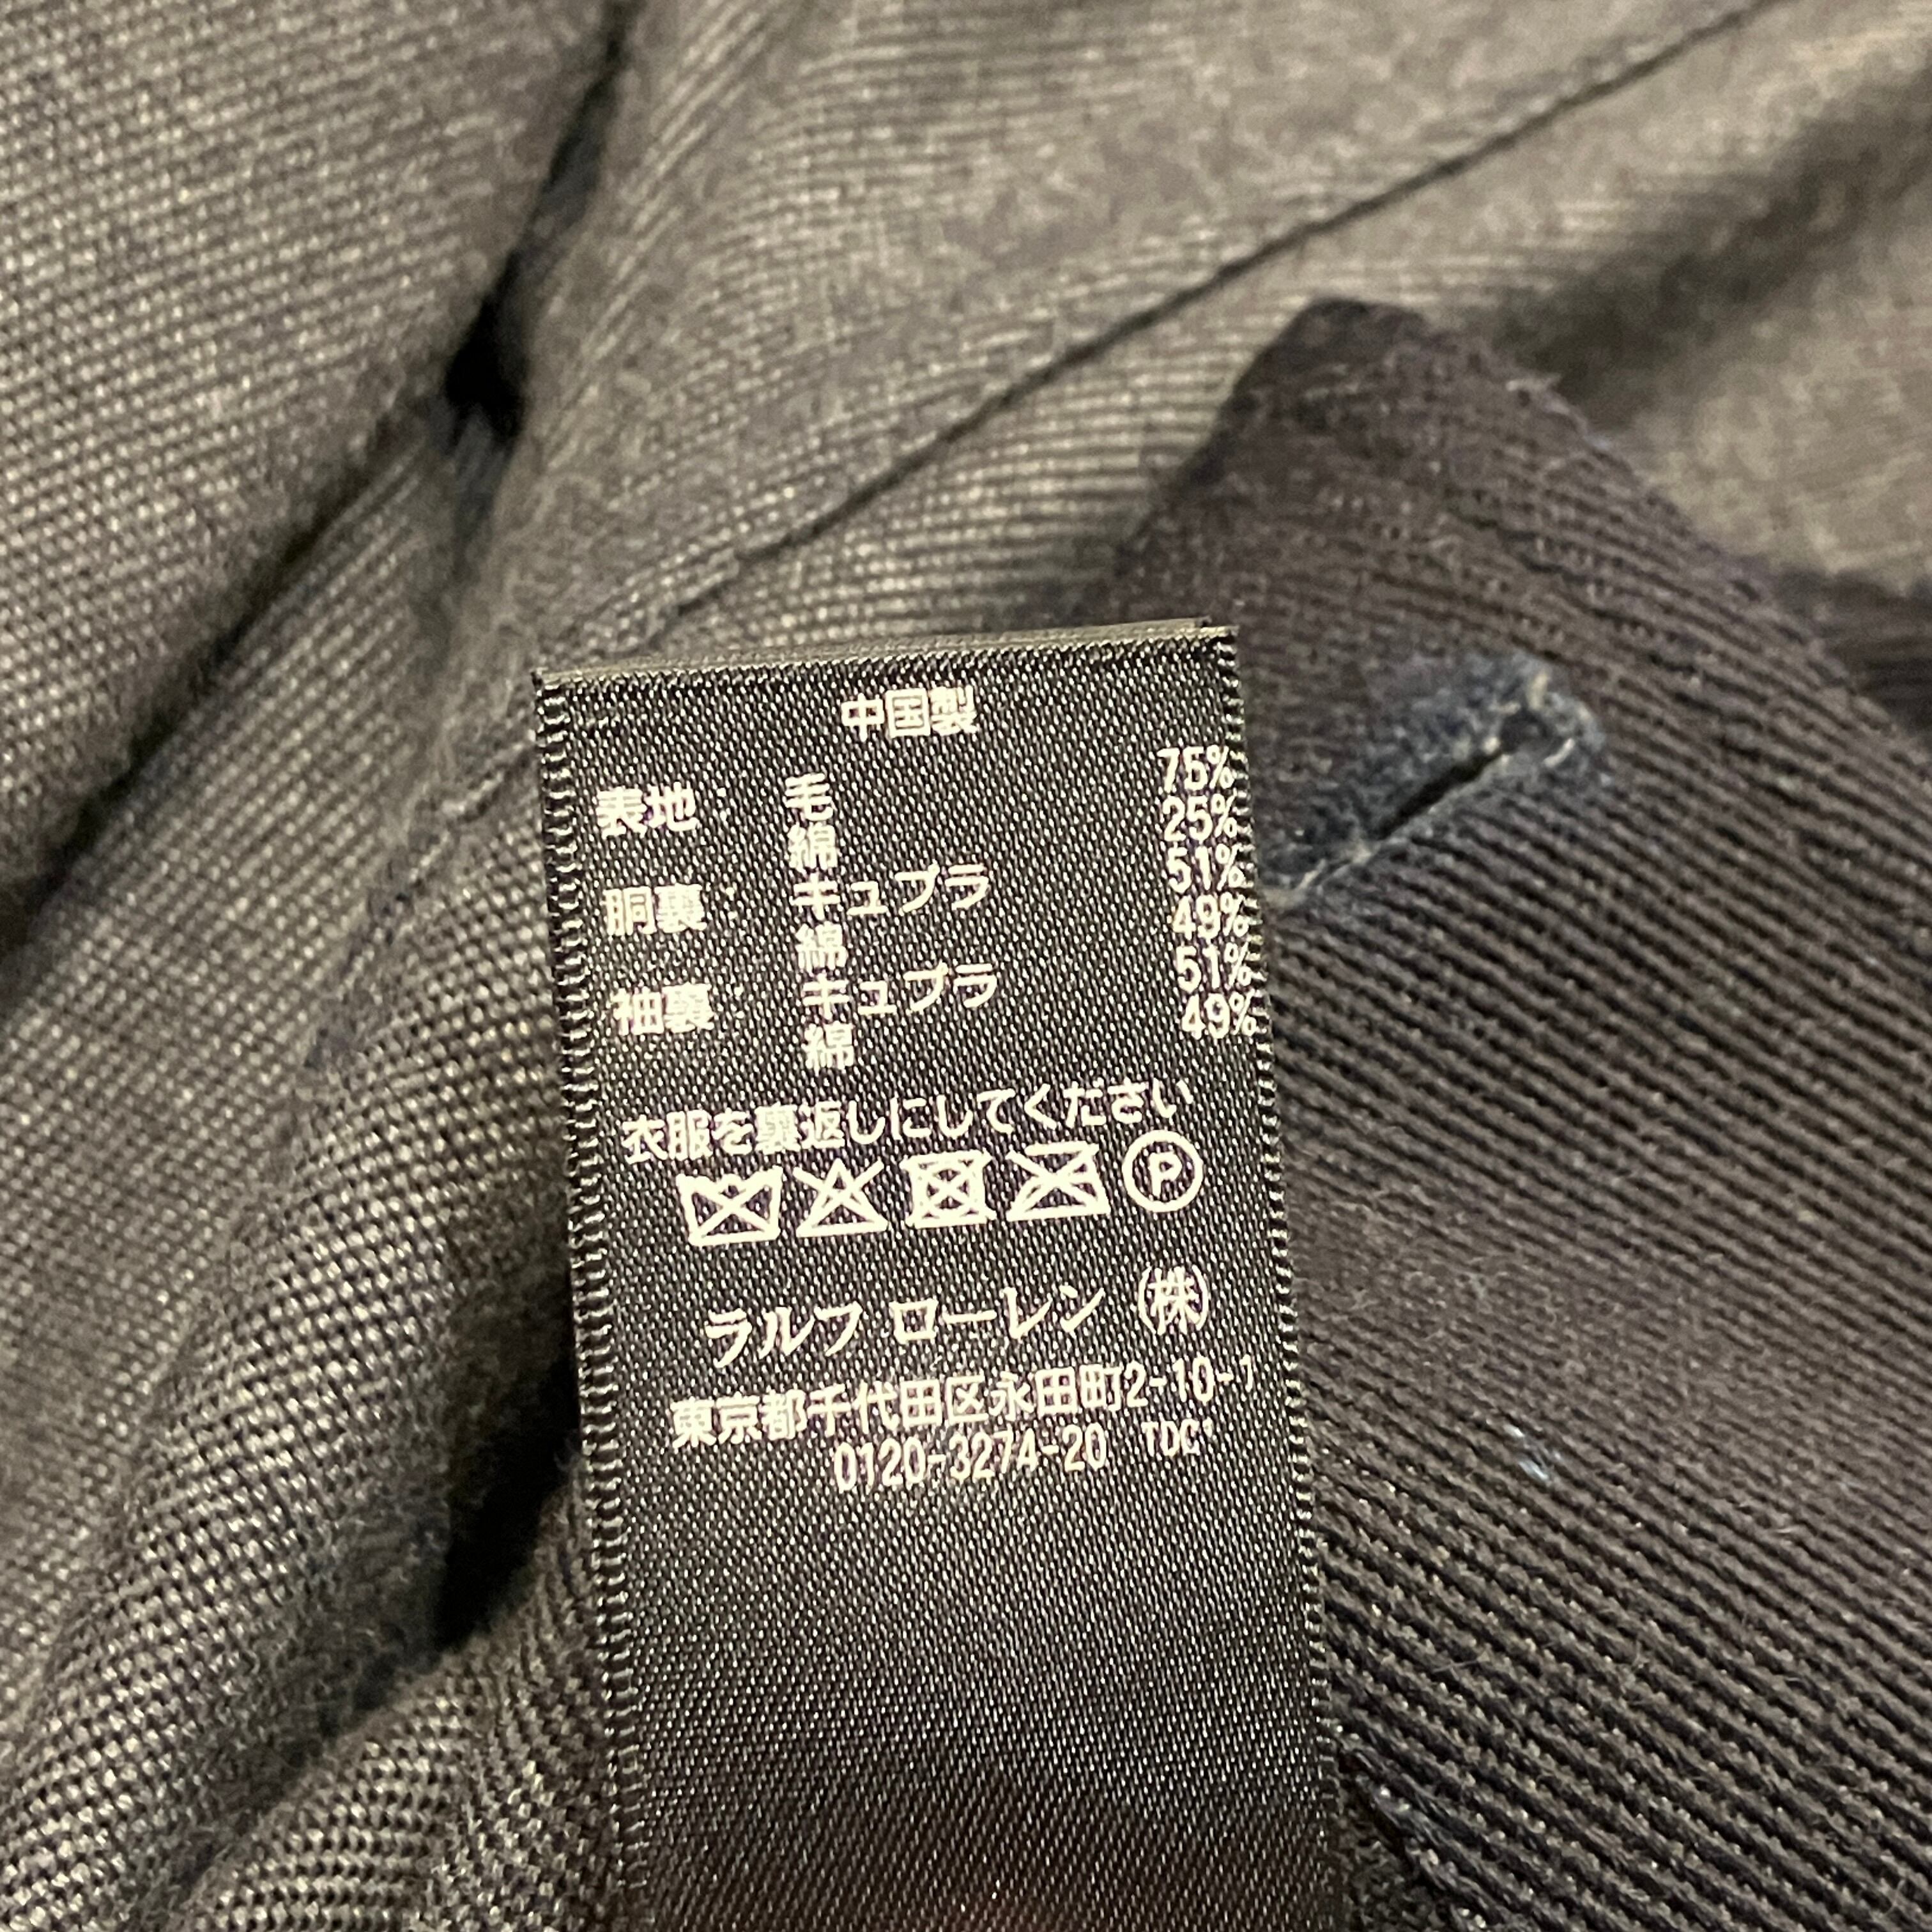 中国製
表地: 毛 75%
綿 25%
胴裏: キュプラ 51%
綿 49%
袖裏: キュプラ 51%
綿 49%
衣服を裏返しにしてください
P
ラルフ ローレン (株)
東京都千代田区永田町2-10-1
0120-3274-20 TDC*